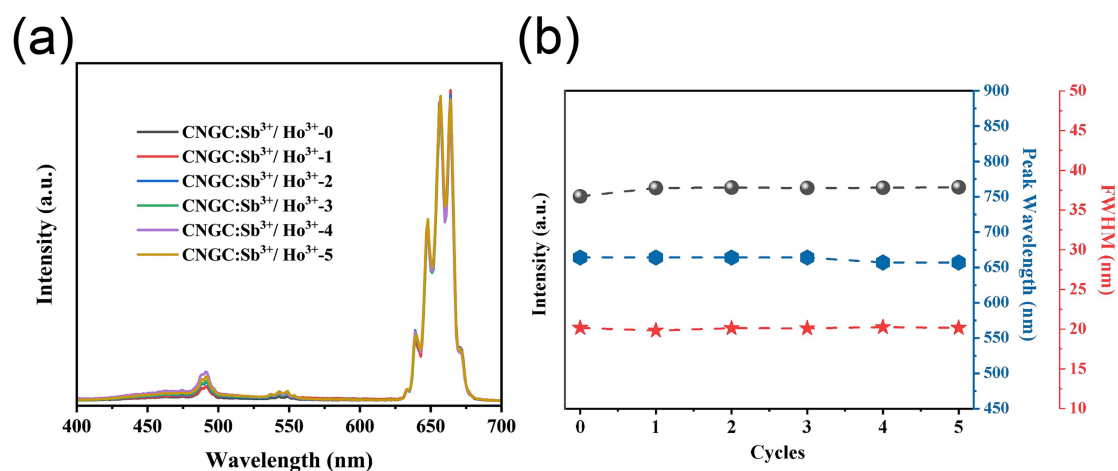 (a)
CNGC:Sb³⁺/ Ho³⁺-0
CNGC:Sb³⁺/ Ho³⁺-1
CNGC:Sb³⁺/ Ho³⁺-2
CNGC:Sb³⁺/ Ho³⁺-3
CNGC:Sb³⁺/ Ho³⁺-4
CNGC:Sb³⁺/ Ho³⁺-5
Intensity (a.u.)
400 450 500 550 600 650 700
Wavelength (nm)
(b)
Intensity (a.u.)
0 1 2 3 4 5
Cycles
900
850
800
750
700
650
600
550
500
450
Peak Wavelength (nm)
50
45
40
35
30
25
20
15
10
FWHM (nm)